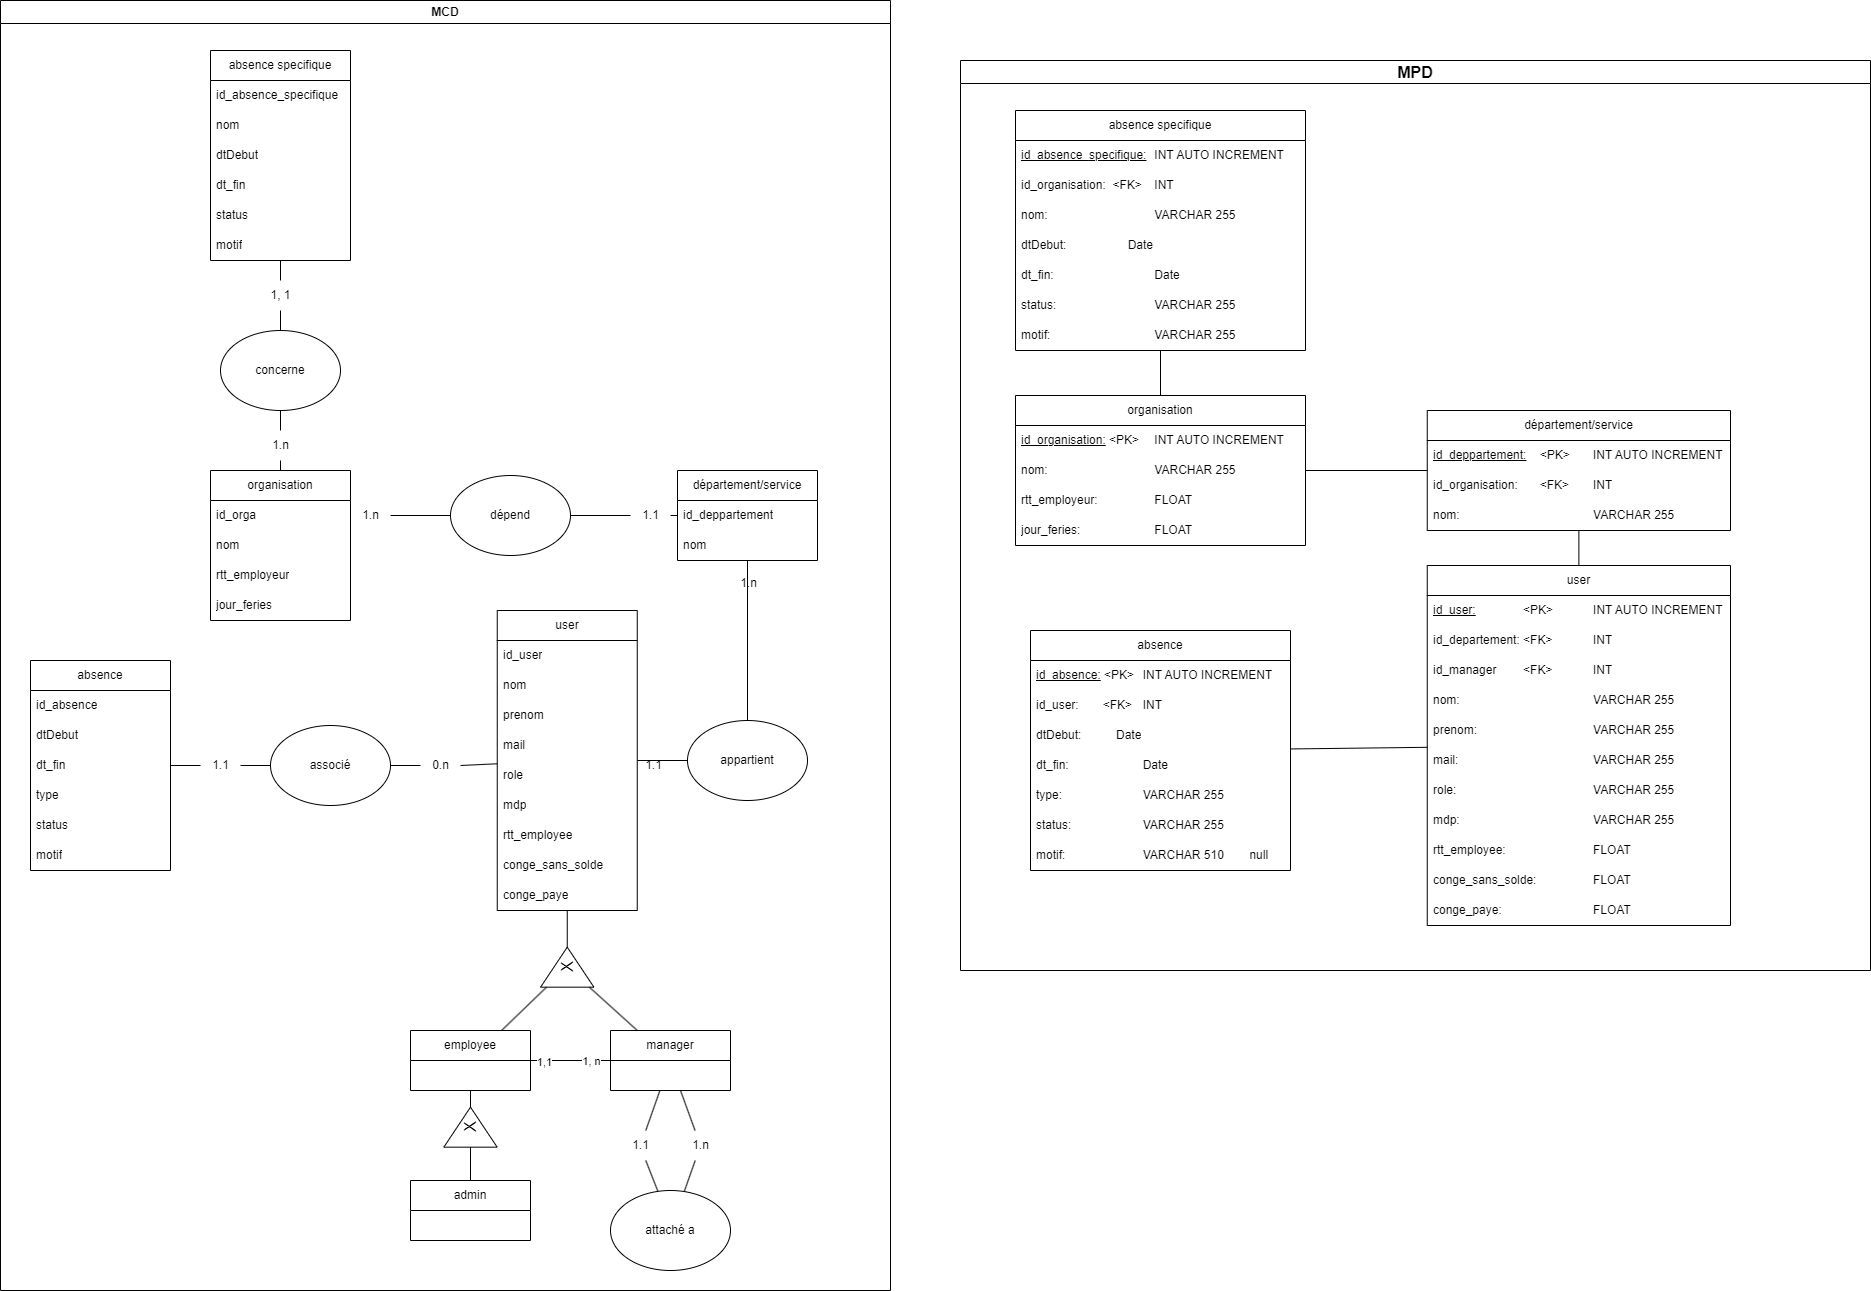 MCD
absence specifique
id_absence_specifique
nom
dtDebut
dt_fin
status
motif
1, 1
concerne
1.n
organisation
id_orga
nom
rtt_employeur
jour_feries
1.n
dépend
1.1
département/service
id_deppartement
nom
1.n
user
id_user
nom
prenom
mail
role
mdp
rtt_employee
conge_sans_solde
conge_paye
absence
id_absence
dtDebut
dt_fin
type
status
motif
1.1
associé
0.n
1.1
appartient
X
employee
1,1
1, n
manager
X
admin
1.1
1.n
attaché a
MPD
absence specifique
id_absence_specifique: INT AUTO INCREMENT
id_organisation: <FK> INT
nom: VARCHAR 255
dtDebut: Date
dt_fin: Date
status: VARCHAR 255
motif: VARCHAR 255
organisation
id_organisation: <PK> INT AUTO INCREMENT
nom: VARCHAR 255
rtt_employeur: FLOAT
jour_feries: FLOAT
département/service
id_deppartement: <PK> INT AUTO INCREMENT
id_organisation: <FK> INT
nom: VARCHAR 255
absence
id_absence: <PK> INT AUTO INCREMENT
id_user: <FK> INT
dtDebut: Date
dt_fin: Date
type: VARCHAR 255
status: VARCHAR 255
motif: VARCHAR 510 null
user
id_user: <PK> INT AUTO INCREMENT
id_departement: <FK> INT
id_manager <FK> INT
nom: VARCHAR 255
prenom: VARCHAR 255
mail: VARCHAR 255
role: VARCHAR 255
mdp: VARCHAR 255
rtt_employee: FLOAT
conge_sans_solde: FLOAT
conge_paye: FLOAT